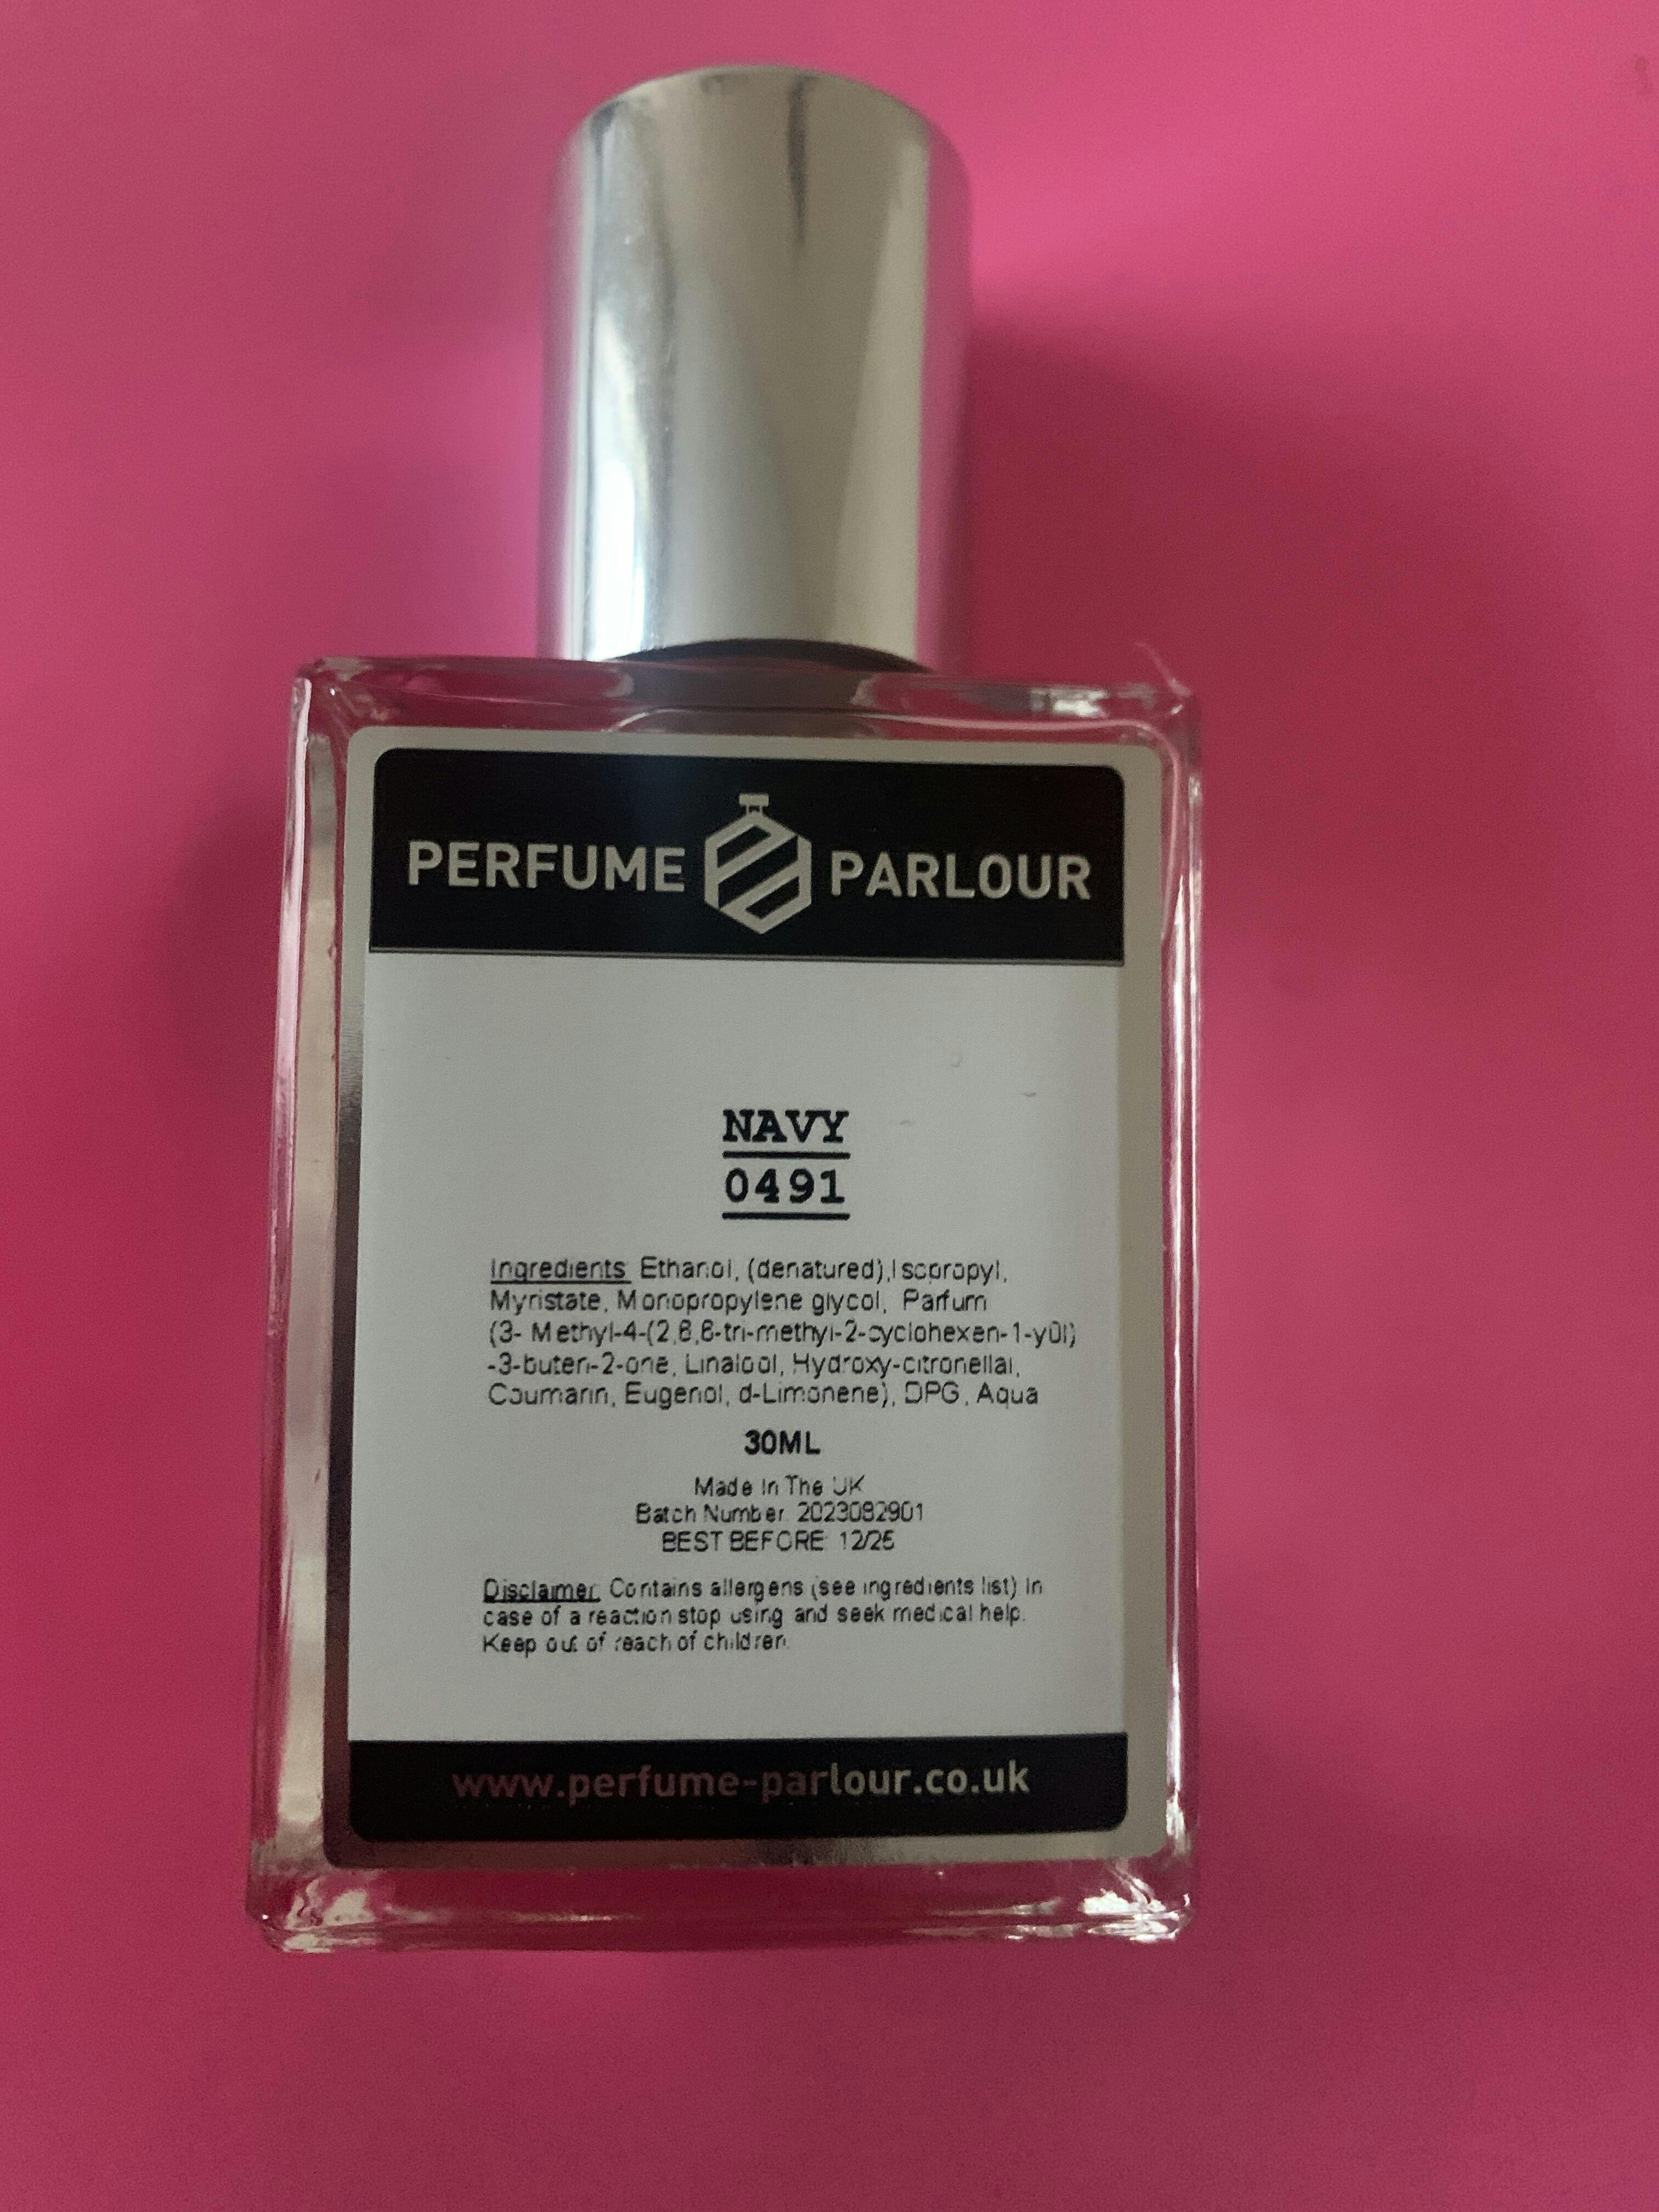 PERFUME PARLOUR
NAVY
0491
Ingredients: Ethanol, (denatured),Isopropyl,
Myristate, Monopropylene glycol, Parfum
(3- Methyl-4-(2,6,6-tri-methyl-2-cyclohexen-1-y0l)
-3-buten-2-one, Linalool, Hydroxy-citronellal,
Coumarin, Eugenol, d-Limonene), DPG, Aqua
30ML
Made In The UK
Batch Number: 2023082901
BEST BEFORE: 12/25
Disclaimer: Contains allergens (see ingredients list) In
case of a reaction stop using and seek medical help.
Keep out of reach of children.
www.perfume-parlour.co.uk